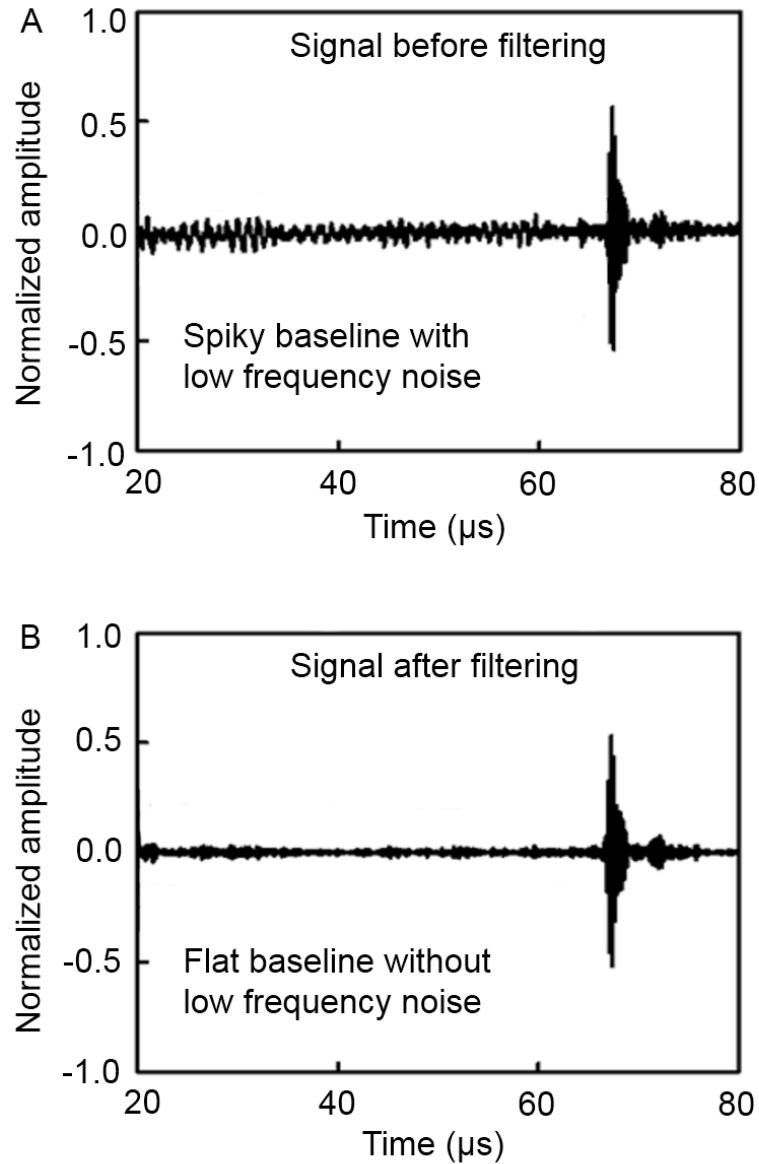 A
Signal before filtering
Normalized amplitude
1.0
0.5
0.0
-0.5
-1.0
Spiky baseline with
low frequency noise
20 40 60 80
Time (μs)
B
Signal after filtering
Normalized amplitude
1.0
0.5
0.0
-0.5
-1.0
Flat baseline without
low frequency noise
20 40 60 80
Time (μs)